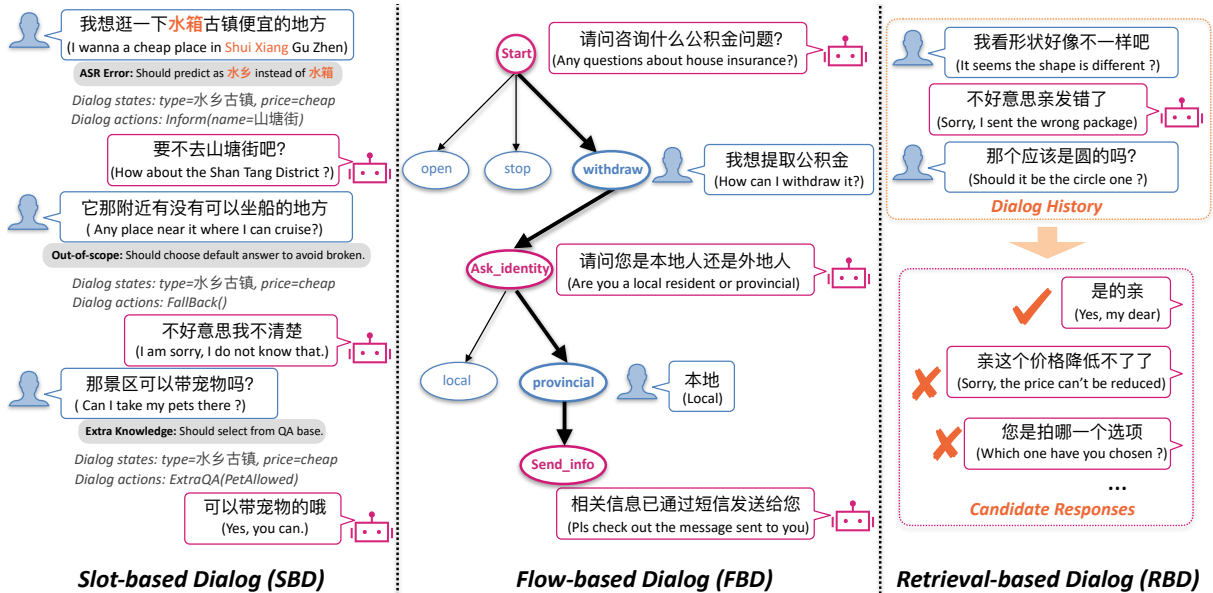 我想逛一下水箱古镇便宜的地方
(I wanna a cheap place in Shui Xiang Gu Zhen)
ASR Error: Should predict as 水乡 instead of 水箱
Dialog states: type=水乡古镇, price=cheap
Dialog actions: Inform(name=山塘街)
要不去山塘街吧?
(How about the Shan Tang District ?)
它那附近有没有可以坐船的地方
( Any place near it where I can cruise?)
Out-of-scope: Should choose default answer to avoid broken.
Dialog states: type=水乡古镇, price=cheap
Dialog actions: FallBack()
不好意思我不清楚
(I am sorry, I do not know that.)
那景区可以带宠物吗?
( Can I take my pets there ?)
Extra Knowledge: Should select from QA base.
Dialog states: type=水乡古镇, price=cheap
Dialog actions: ExtraQA(PetAllowed)
可以带宠物的哦
(Yes, you can.)
Slot-based Dialog (SBD)
Start
请问咨询什么公积金问题?
(Any questions about house insurance?)
open
stop
withdraw
我想提取公积金
(How can I withdraw it?)
Ask_identity
请问您是本地人还是外地人
(Are you a local resident or provincial)
local
provincial
本地
(Local)
Send_info
相关信息已通过短信发送给您
(Pls check out the message sent to you)
Flow-based Dialog (FBD)
我看形状好像不一样吧
(It seems the shape is different ?)
不好意思亲发错了
(Sorry, I sent the wrong package)
那个应该是圆的吗?
(Should it be the circle one ?)
Dialog History
是的亲
(Yes, my dear)
亲这个价格降低不了了
(Sorry, the price can't be reduced)
您是拍哪一个选项
(Which one have you chosen ?)
...
Candidate Responses
Retrieval-based Dialog (RBD)